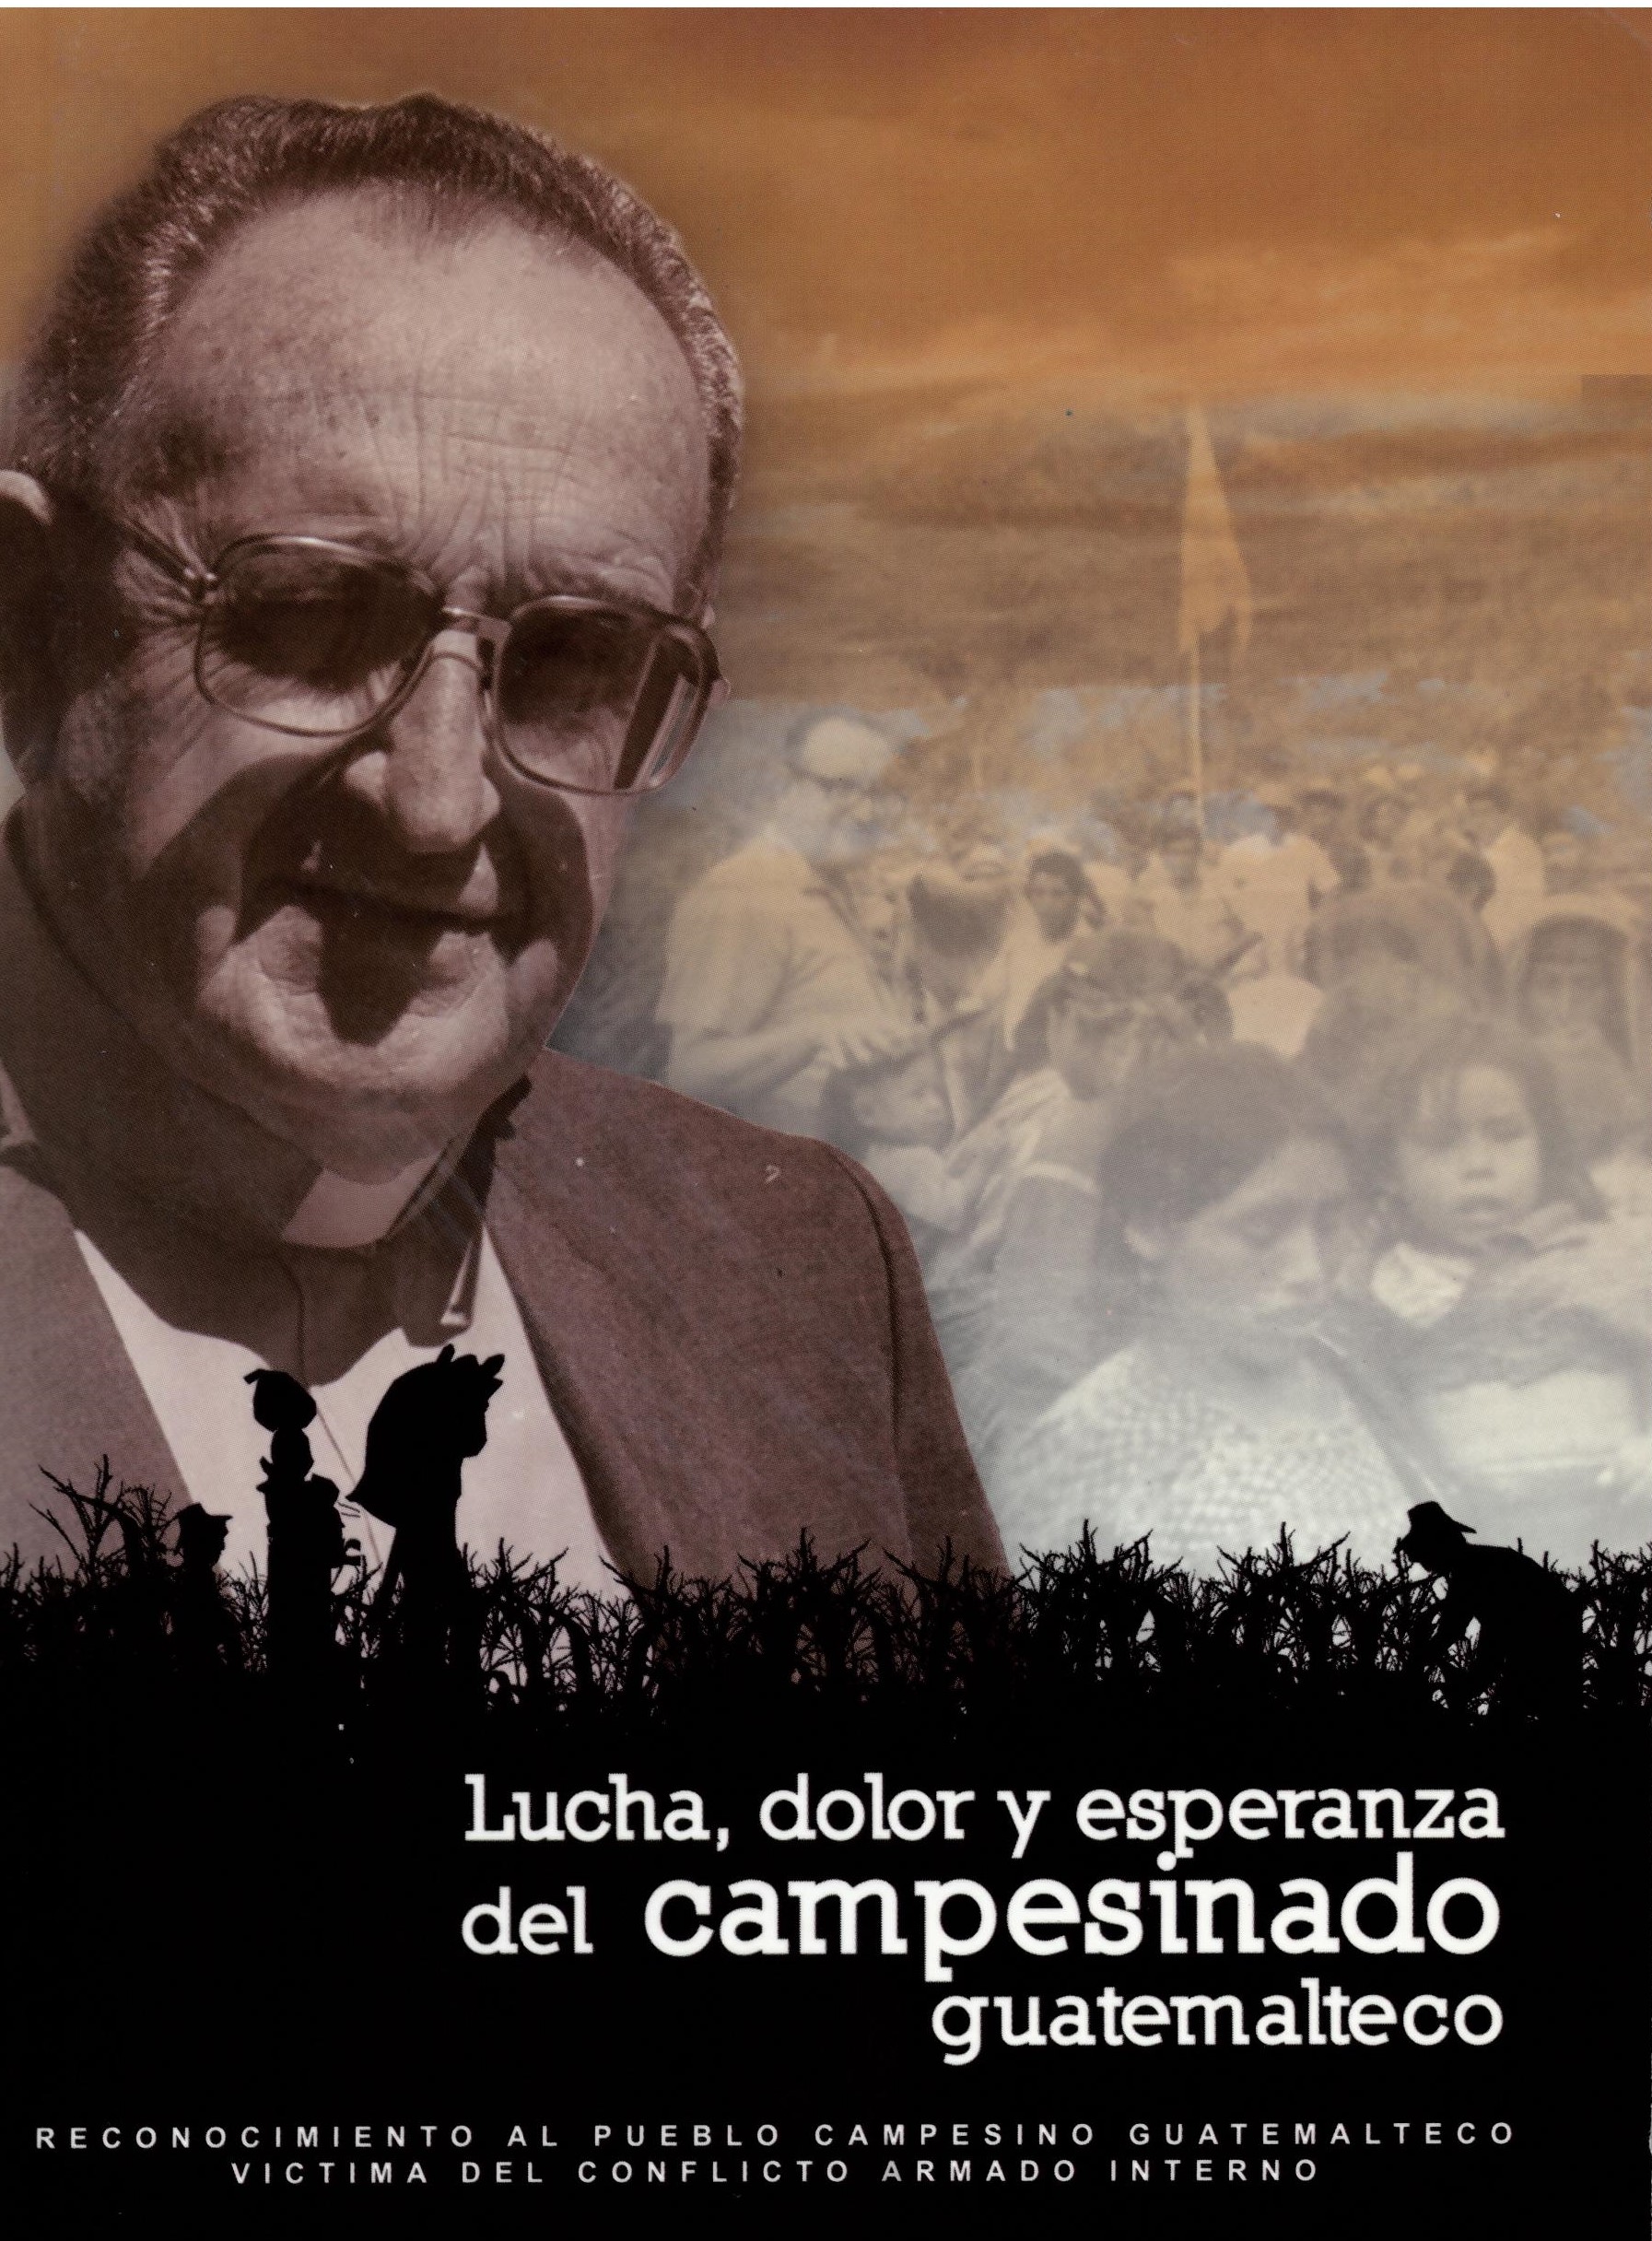 Lucha, dolor y esperanza
del campesinado
guatemalteco
RECONOCIMIENTO AL PUEBLO CAMPESINO GUATEMALTECO
VICTIMA DEL CONFLICTO ARMADO INTERNO